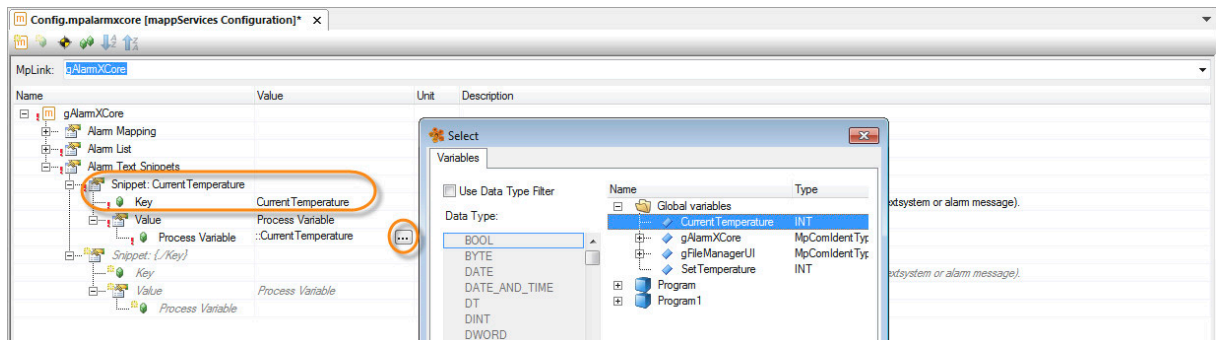 Config.mpalarmxcore [mappServices Configuration]* x
MpLink: gAlarmXCore
Name Value Unit Description
gAlarmXCore
Alarm Mapping
Alarm List
Alarm Text Snippets
Snippet: CurrentTemperature
Key CurrentTemperature extsystem or alarm message).
Value Process Variable
Process Variable ::CurrentTemperature ...
Snippet: {./Key}
Key extsystem or alarm message).
Value Process Variable
Process Variable
Select
Variables
Use Data Type Filter
Data Type:
BOOL
BYTE
DATE
DATE_AND_TIME
DT
DINT
DWORD
Name Type
Global variables
CurrentTemperature INT
gAlarmXCore MpComIdentTyp
gFileManagerUI MpComIdentTyp
SetTemperature INT
Program
Program1